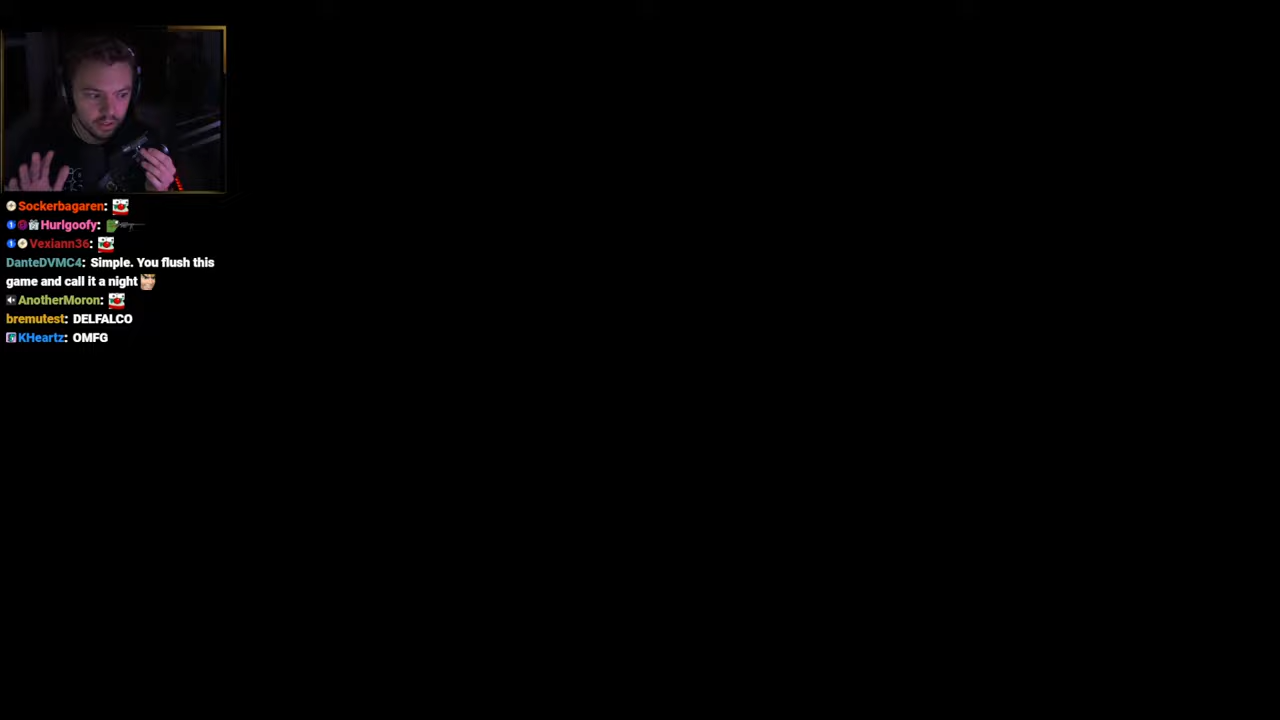 Sockerbagaren:
Hurlgoofy:
Vexiann36:
DanteDVMC4: Simple. You flush this
game and call it a night
AnotherMoron:
bremutest: DELFALCO
KHeartz: OMFG